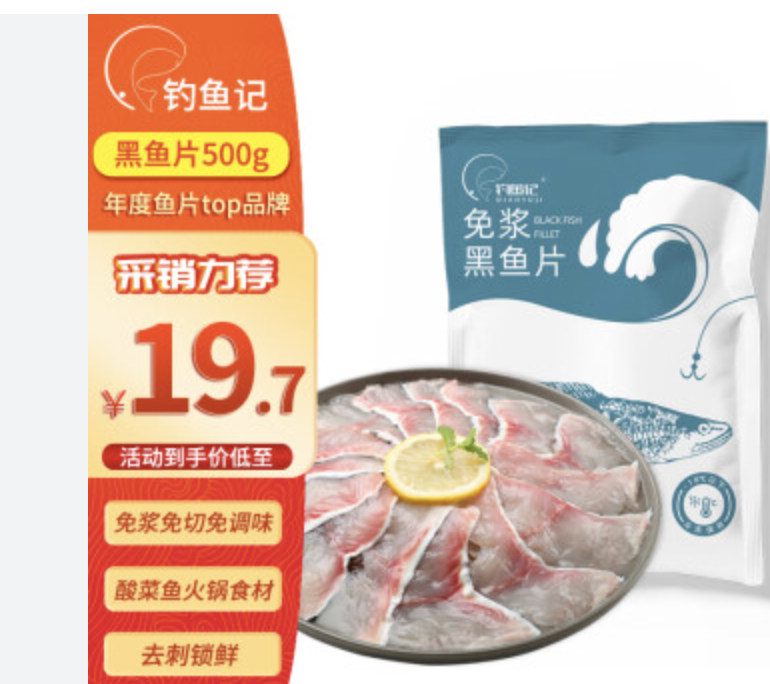 钓鱼记
黑鱼片500g
年度鱼片top品牌
采销力荐
¥19.7
活动到手价低至
免浆免切免调味
酸菜鱼火锅食材
去刺锁鲜
钓鱼记
免浆
BLACK FISH
FILLET
黑鱼片